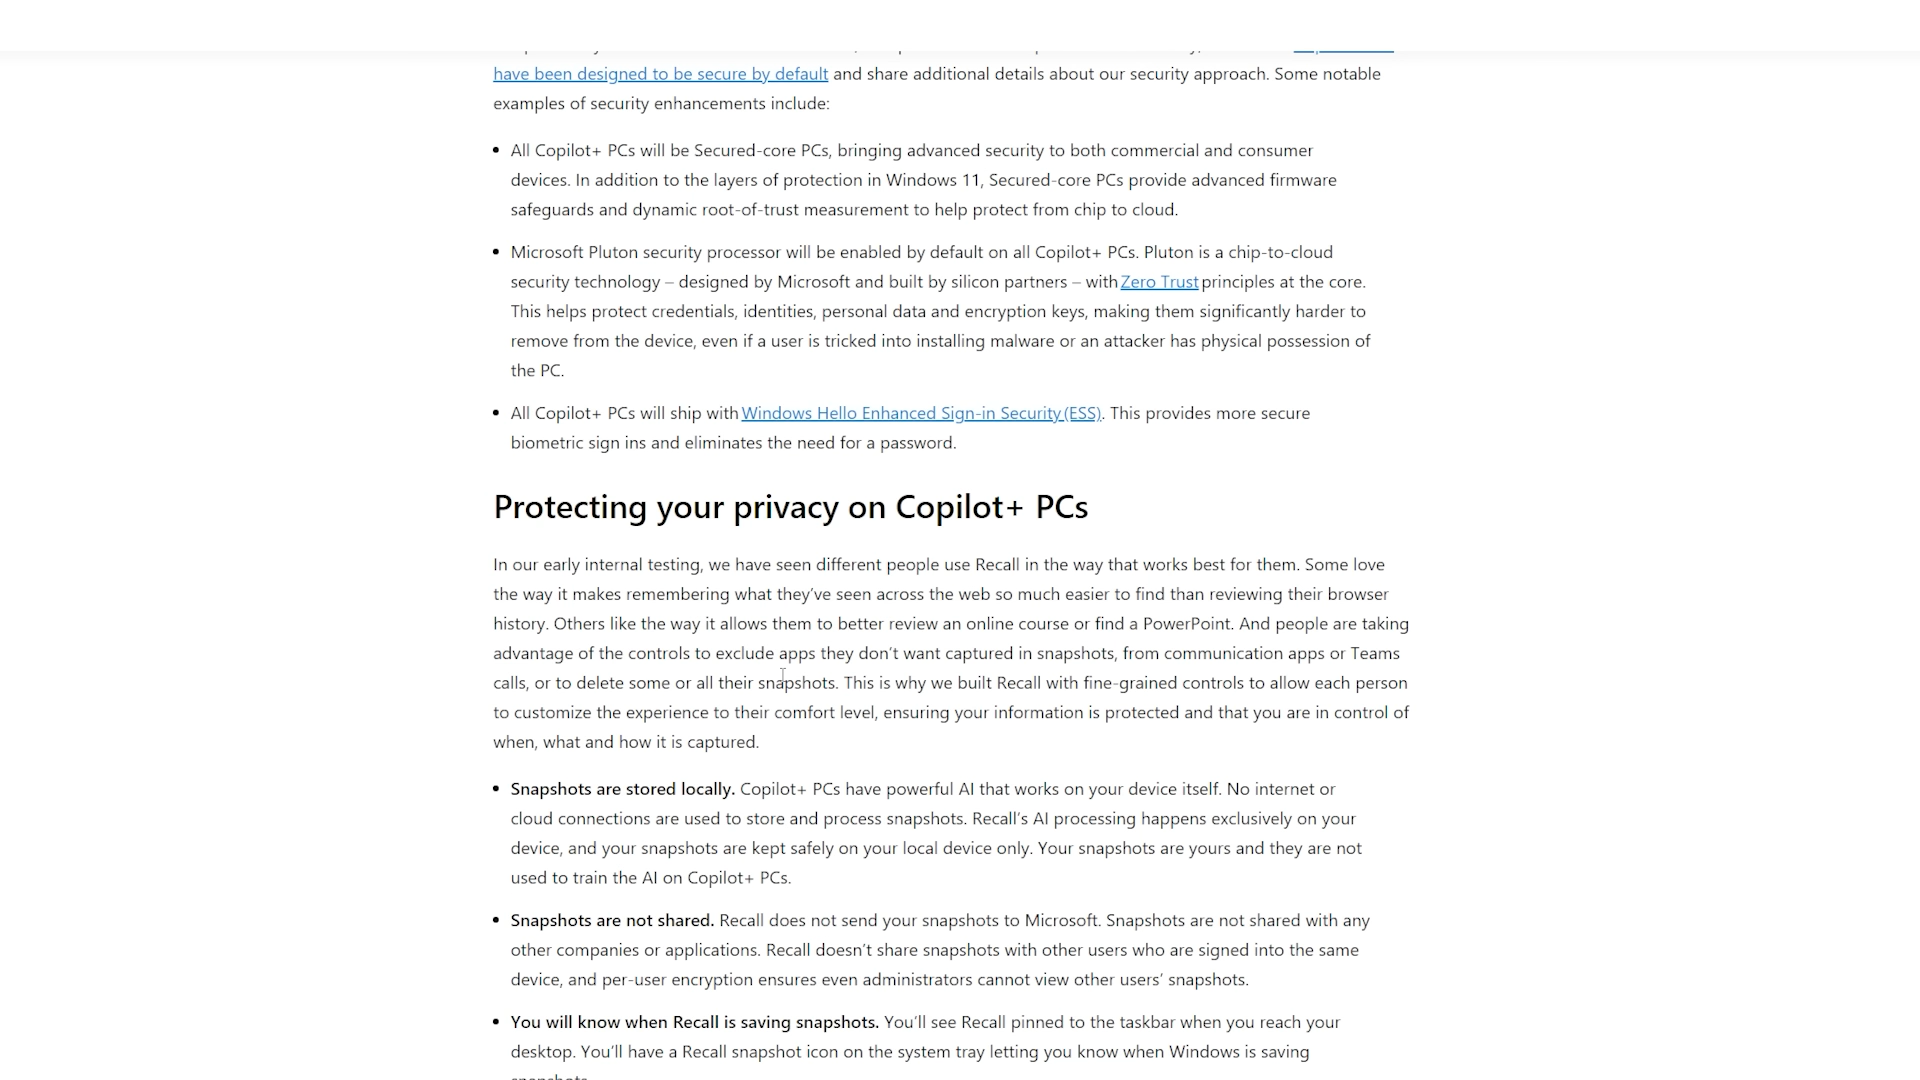 have been designed to be secure by default and share additional details about our security approach. Some notable
examples of security enhancements include:
• All Copilot+ PCs will be Secured-core PCs, bringing advanced security to both commercial and consumer
devices. In addition to the layers of protection in Windows 11, Secured-core PCs provide advanced firmware
safeguards and dynamic root-of-trust measurement to help protect from chip to cloud.
• Microsoft Pluton security processor will be enabled by default on all Copilot+ PCs. Pluton is a chip-to-cloud
security technology – designed by Microsoft and built by silicon partners – with Zero Trust principles at the core.
This helps protect credentials, identities, personal data and encryption keys, making them significantly harder to
remove from the device, even if a user is tricked into installing malware or an attacker has physical possession of
the PC.
• All Copilot+ PCs will ship with Windows Hello Enhanced Sign-in Security (ESS). This provides more secure
biometric sign ins and eliminates the need for a password.
Protecting your privacy on Copilot+ PCs
In our early internal testing, we have seen different people use Recall in the way that works best for them. Some love
the way it makes remembering what they’ve seen across the web so much easier to find than reviewing their browser
history. Others like the way it allows them to better review an online course or find a PowerPoint. And people are taking
advantage of the controls to exclude apps they don’t want captured in snapshots, from communication apps or Teams
calls, or to delete some or all their snapshots. This is why we built Recall with fine-grained controls to allow each person
to customize the experience to their comfort level, ensuring your information is protected and that you are in control of
when, what and how it is captured.
• Snapshots are stored locally. Copilot+ PCs have powerful AI that works on your device itself. No internet or
cloud connections are used to store and process snapshots. Recall’s AI processing happens exclusively on your
device, and your snapshots are kept safely on your local device only. Your snapshots are yours and they are not
used to train the AI on Copilot+ PCs.
• Snapshots are not shared. Recall does not send your snapshots to Microsoft. Snapshots are not shared with any
other companies or applications. Recall doesn’t share snapshots with other users who are signed into the same
device, and per-user encryption ensures even administrators cannot view other users’ snapshots.
• You will know when Recall is saving snapshots. You’ll see Recall pinned to the taskbar when you reach your
desktop. You’ll have a Recall snapshot icon on the system tray letting you know when Windows is saving